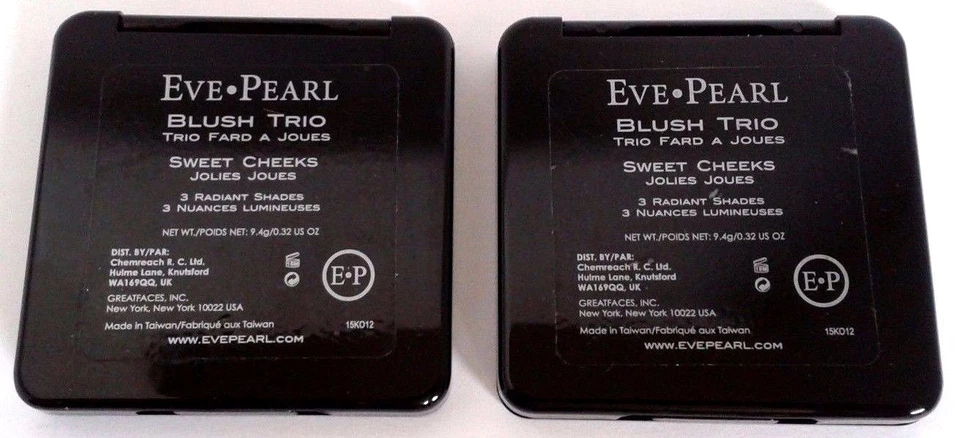 EVE•PEARL
BLUSH TRIO
TRIO FARD A JOUES
SWEET CHEEKS
JOLIES JOUES
3 RADIANT SHADES
3 NUANCES LUMINEUSES
NET WT./POIDS NET: 9.4g/0.32 US OZ
DIST. BY/PAR:
Chemreach R. C. Ltd.
Hulme Lane, Knutsford
WA169QQ, UK
E•P
GREATFACES, INC.
New York, New York 10022 USA
Made in Taiwan/Fabriqué aux Taiwan
15K012
www.EVEPEARL.COM
EVE•PEARL
BLUSH TRIO
TRIO FARD A JOUES
SWEET CHEEKS
JOLIES JOUES
3 RADIANT SHADES
3 NUANCES LUMINEUSES
NET WT./POIDS NET: 9.4g/0.32 US OZ
DIST. BY/PAR:
Chemreach R. C. Ltd.
Hulme Lane, Knutsford
WA169QQ, UK
E•P
GREATFACES, INC.
New York, New York 10022 USA
Made in Taiwan/Fabriqué aux Taiwan
15K012
www.EVEPEARL.COM